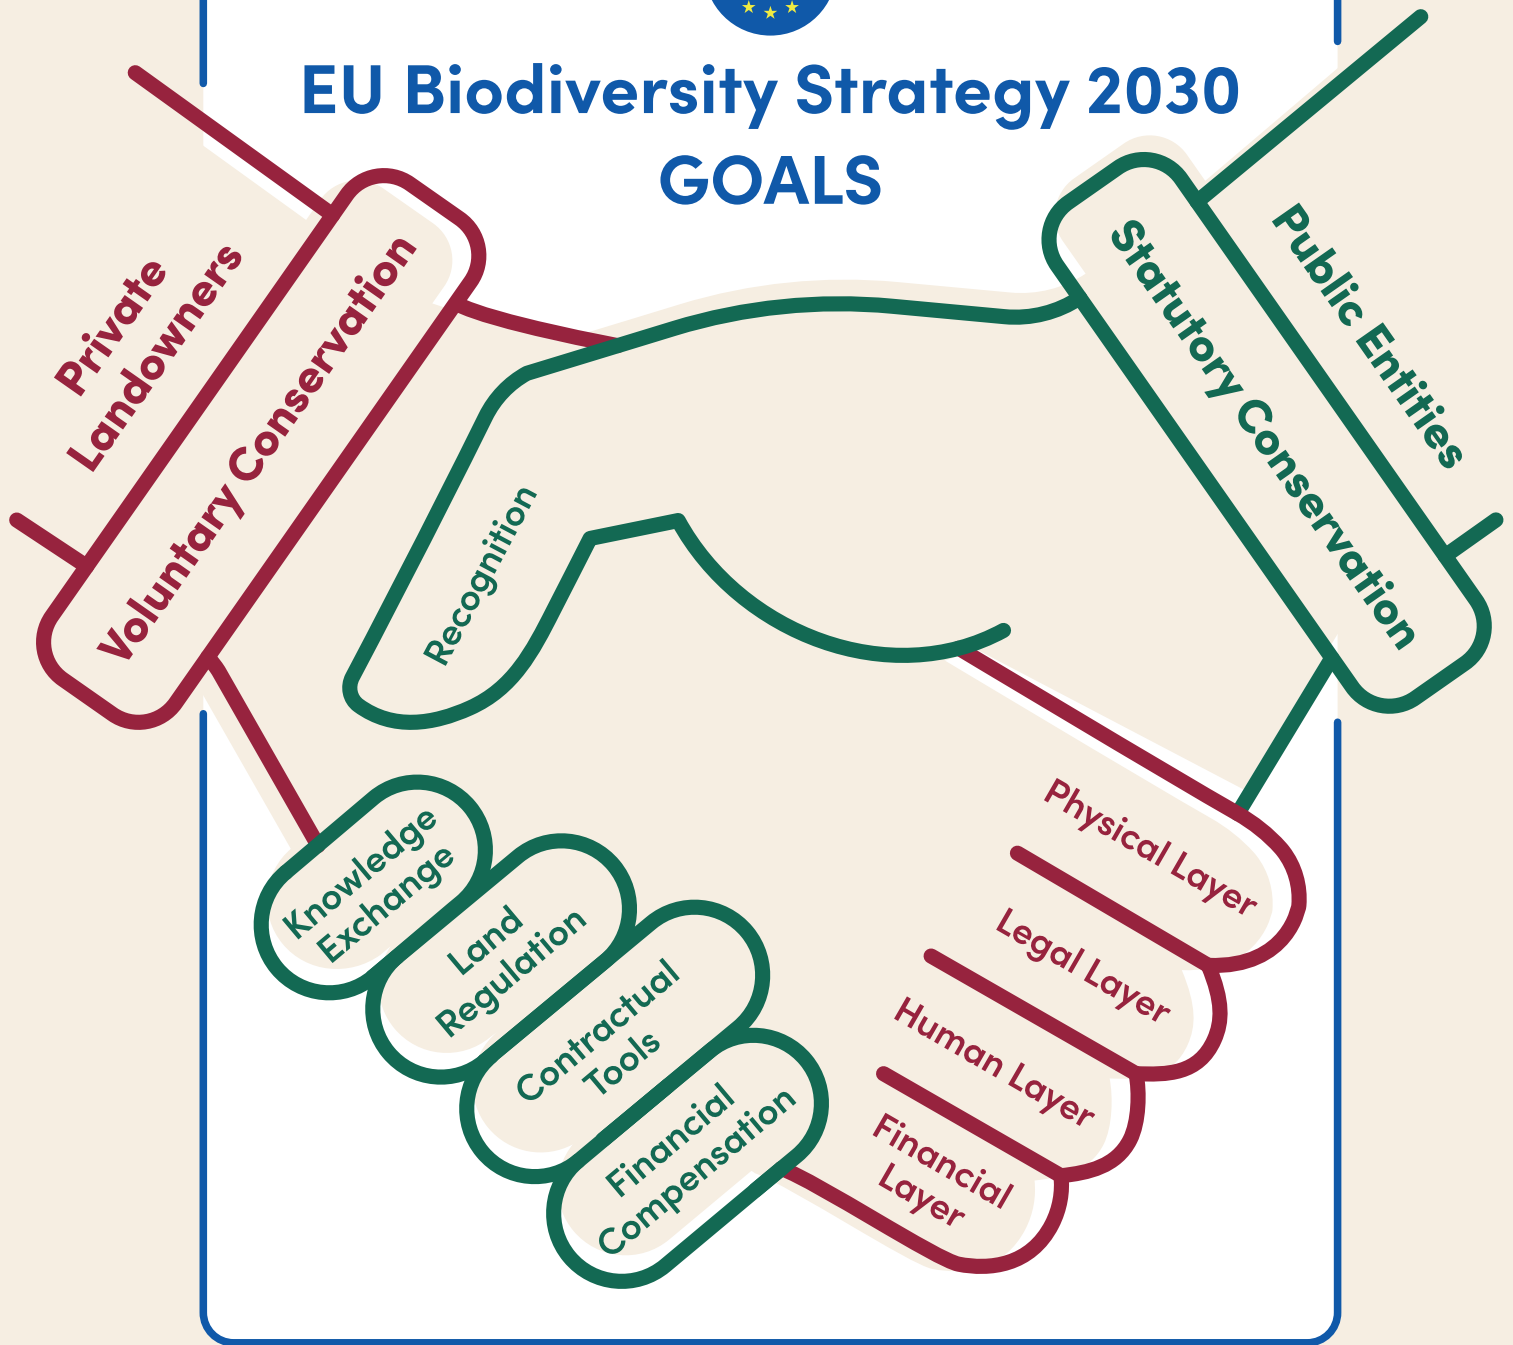 EU Biodiversity Strategy 2030
GOALS
Private
Landowners
Voluntary Conservation
Statutory Conservation
Public Entities
Recognition
Knowledge
Exchange
Land
Regulation
Contractual
Tools
Financial
Compensation
Physical Layer
Legal Layer
Human Layer
Financial
Layer